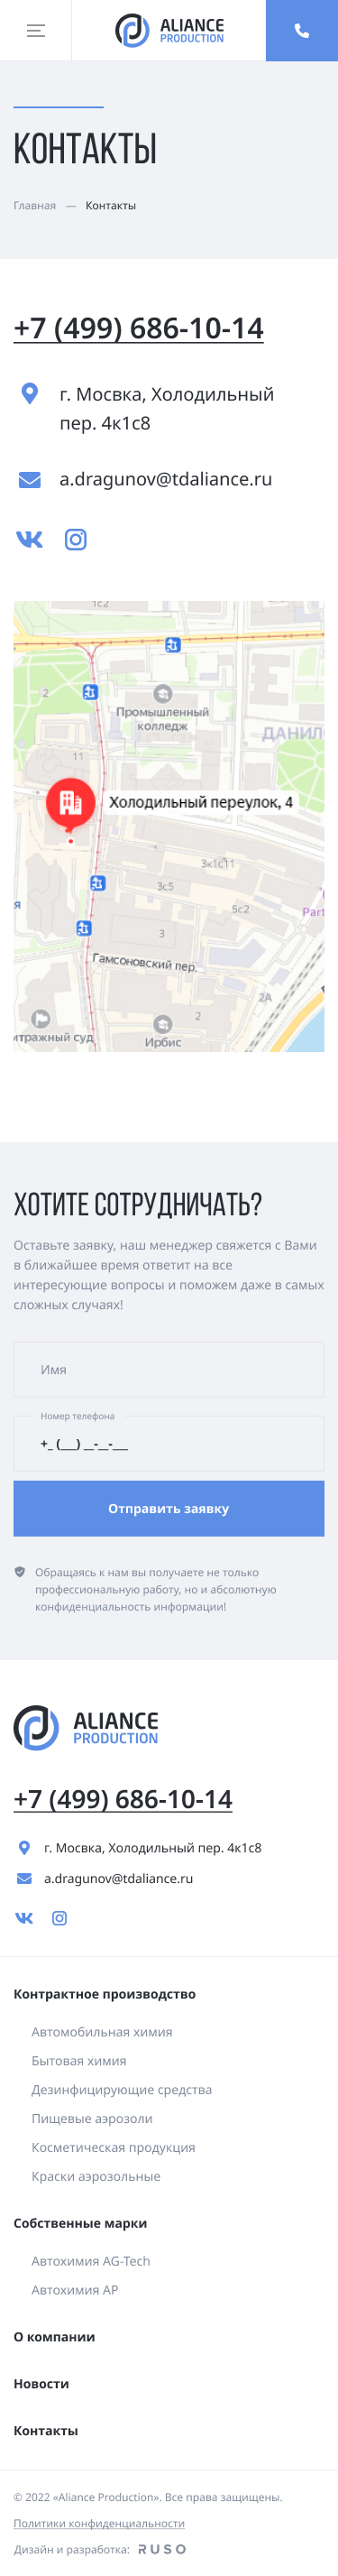 ALIANCE
PRODUCTION
КОНТАКТЫ
Главная — Контакты
+7 (499) 686-10-14
г. Мосвка, Холодильный
пер. 4к1с8
a.dragunov@tdaliance.ru
1с2
2
Промышленный
колледж
ДАНИЛО
11
Холодильный переулок, 4
3к1с11
3с5
5с2
я
Part
3
Гамсоновский пер.
2А
2
итражный суд
Ирбис
ХОТИТЕ СОТРУДНИЧАТЬ?
Оставьте заявку, наш менеджер свяжется с Вами
в ближайшее время ответит на все
интересующие вопросы и поможем даже в самых
сложных случаях!
Имя
Номер телефона
+_ (___) __-__-___
Отправить заявку
Обращаясь к нам вы получаете не только
профессиональную работу, но и абсолютную
конфиденциальность информации!
ALIANCE
PRODUCTION
+7 (499) 686-10-14
г. Мосвка, Холодильный пер. 4к1с8
a.dragunov@tdaliance.ru
Контрактное производство
Автомобильная химия
Бытовая химия
Дезинфицирующие средства
Пищевые аэрозоли
Косметическая продукция
Краски аэрозольные
Собственные марки
Автохимия AG-Tech
Автохимия AP
О компании
Новости
Контакты
© 2022 «Aliance Production». Все права защищены.
Политики конфиденциальности
Дизайн и разработка: RUSO